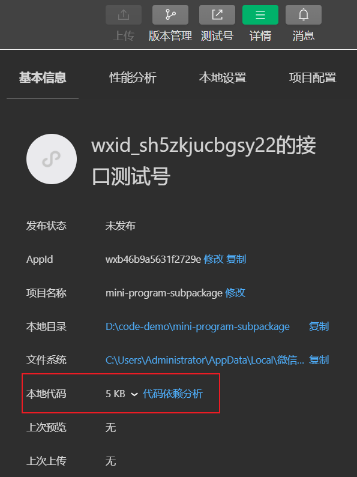 上传 版本管理 测试号 详情 消息
基本信息 性能分析 本地设置 项目配置
wxid_sh5zkjucbgsy22的接
口测试号
发布状态 未发布
AppId wxb46b9a5631f2729e 修改 复制
项目名称 mini-program-subpackage 修改
本地目录 D:\code-demo\mini-program-subpackage 复制
文件系统 C:\Users\Administrator\AppData\Local\微信... 复制
本地代码 5 KB 代码依赖分析
上次预览 无
上次上传 无